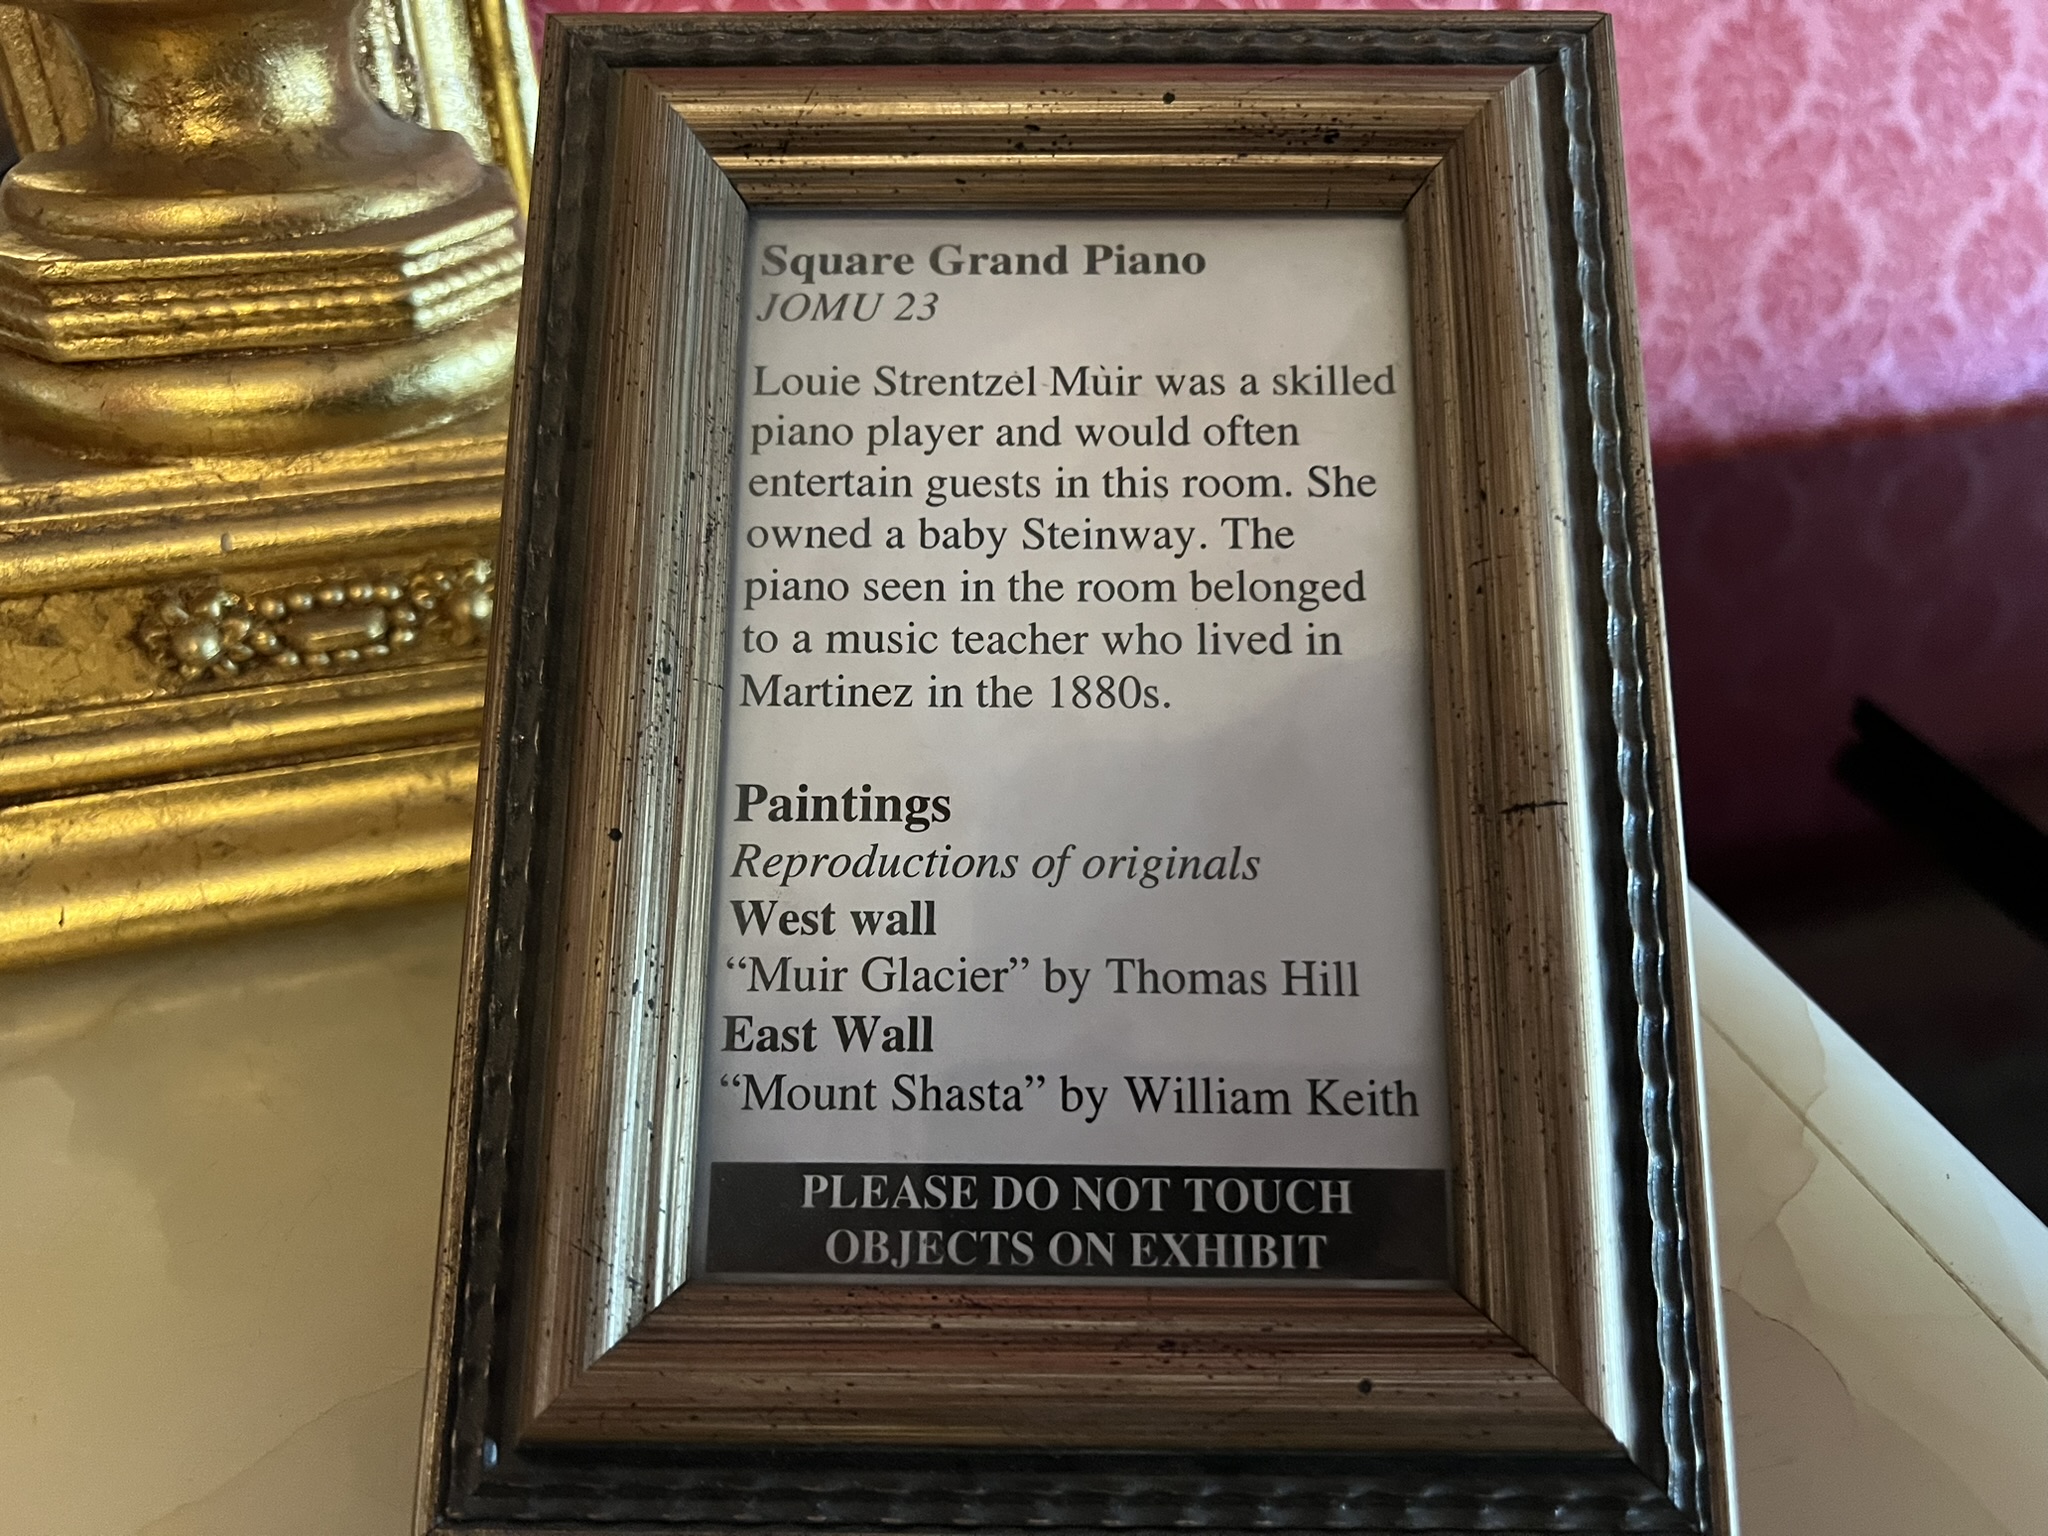 Square Grand Piano
JOMU 23
Louie Strentzel Muir was a skilled
piano player and would often
entertain guests in this room. She
owned a baby Steinway. The
piano seen in the room belonged
to a music teacher who lived in
Martinez in the 1880s.
Paintings
Reproductions of originals
West wall
“Muir Glacier” by Thomas Hill
East Wall
“Mount Shasta” by William Keith
PLEASE DO NOT TOUCH
OBJECTS ON EXHIBIT